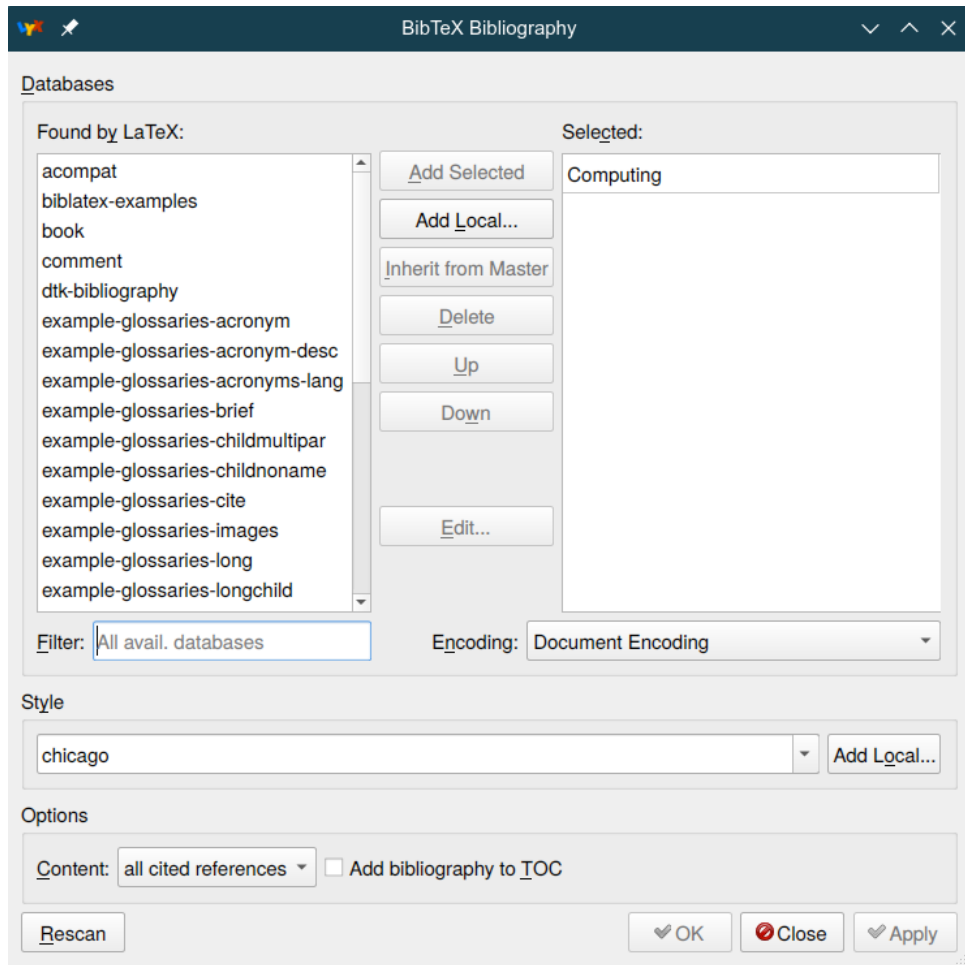 BibTeX Bibliography
Databases
Found by LaTeX:
Selected:
acompat
biblatex-examples
book
comment
dtk-bibliography
example-glossaries-acronym
example-glossaries-acronym-desc
example-glossaries-acronyms-lang
example-glossaries-brief
example-glossaries-childmultipar
example-glossaries-childnoname
example-glossaries-cite
example-glossaries-images
example-glossaries-long
example-glossaries-longchild
Add Selected
Add Local...
Inherit from Master
Delete
Up
Down
Edit...
Computing
Filter: All avail. databases
Encoding: Document Encoding
Style
chicago
Add Local...
Options
Content: all cited references
Add bibliography to TOC
Rescan
OK
Close
Apply